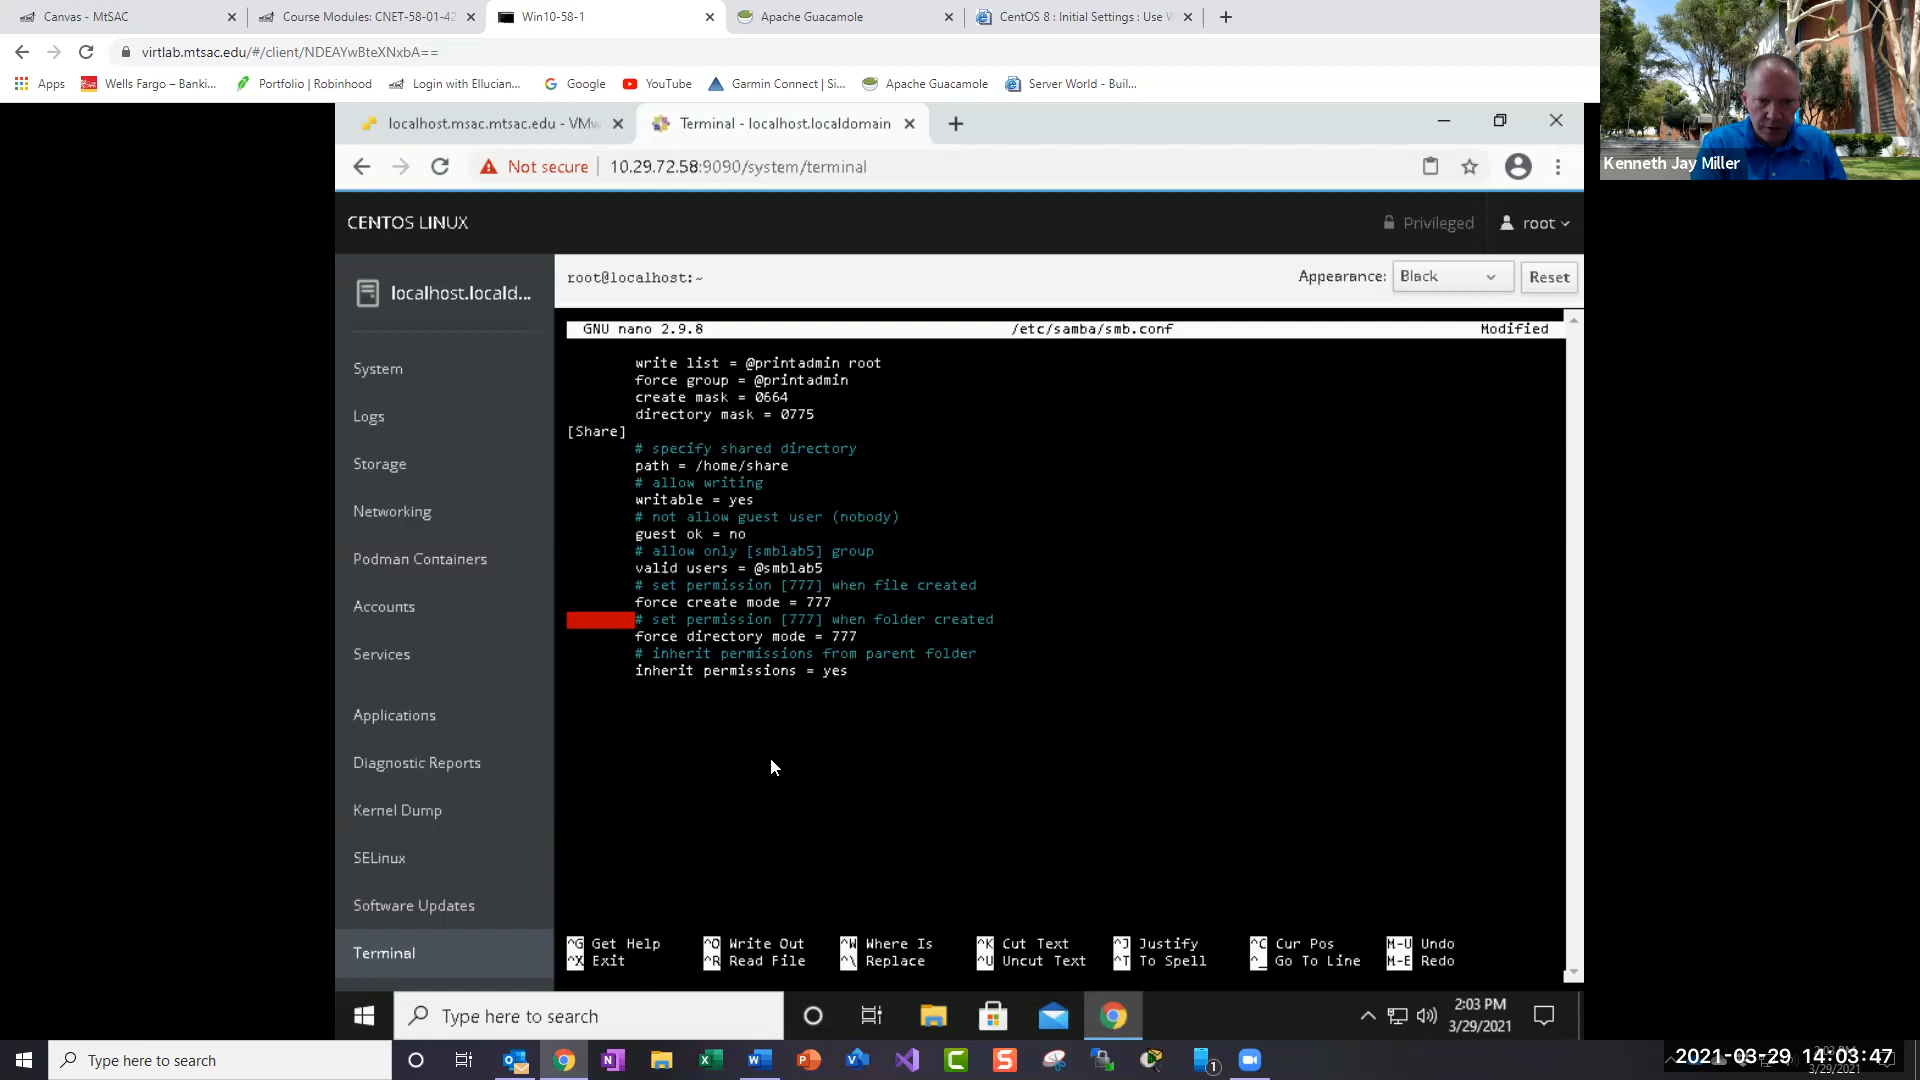 Canvas - MtSAC
Course Modules: CNET-58-01-42
Win10-58-1
Apache Guacamole
CentOS 8 : Initial Settings : Use V
virtlab.mtsac.edu/#/client/NDEAYwBteXNxbA==
Apps
Wells Fargo – Banki...
Portfolio | Robinhood
Login with Ellucian...
Google
YouTube
Garmin Connect | Si...
Apache Guacamole
Server World - Buil...
Kenneth Jay Miller
localhost.msac.mtsac.edu - VMw
Terminal - localhost.localdomain
Not secure
10.29.72.58:9090/system/terminal
CENTOS LINUX
Privileged
root
localhost.locald...
root@localhost:~
Appearance:
Black
Reset
System
Logs
Storage
Networking
Podman Containers
Accounts
Services
Applications
Diagnostic Reports
Kernel Dump
SELinux
Software Updates
Terminal
GNU nano 2.9.8 /etc/samba/smb.conf Modified
write list = @printadmin root
force group = @printadmin
create mask = 0664
directory mask = 0775
[Share]
# specify shared directory
path = /home/share
# allow writing
writable = yes
# not allow guest user (nobody)
guest ok = no
# allow only [smblab5] group
valid users = @smblab5
# set permission [777] when file created
force create mode = 777
# set permission [777] when folder created
force directory mode = 777
# inherit permissions from parent folder
inherit permissions = yes
^G Get Help ^O Write Out ^W Where Is ^K Cut Text ^J Justify ^C Cur Pos M-U Undo
^X Exit ^R Read File ^\ Replace ^U Uncut Text ^T To Spell ^_ Go To Line M-E Redo
Type here to search
2:03 PM
3/29/2021
Type here to search
1
2021-03-29 14:03:47
3/29/2021